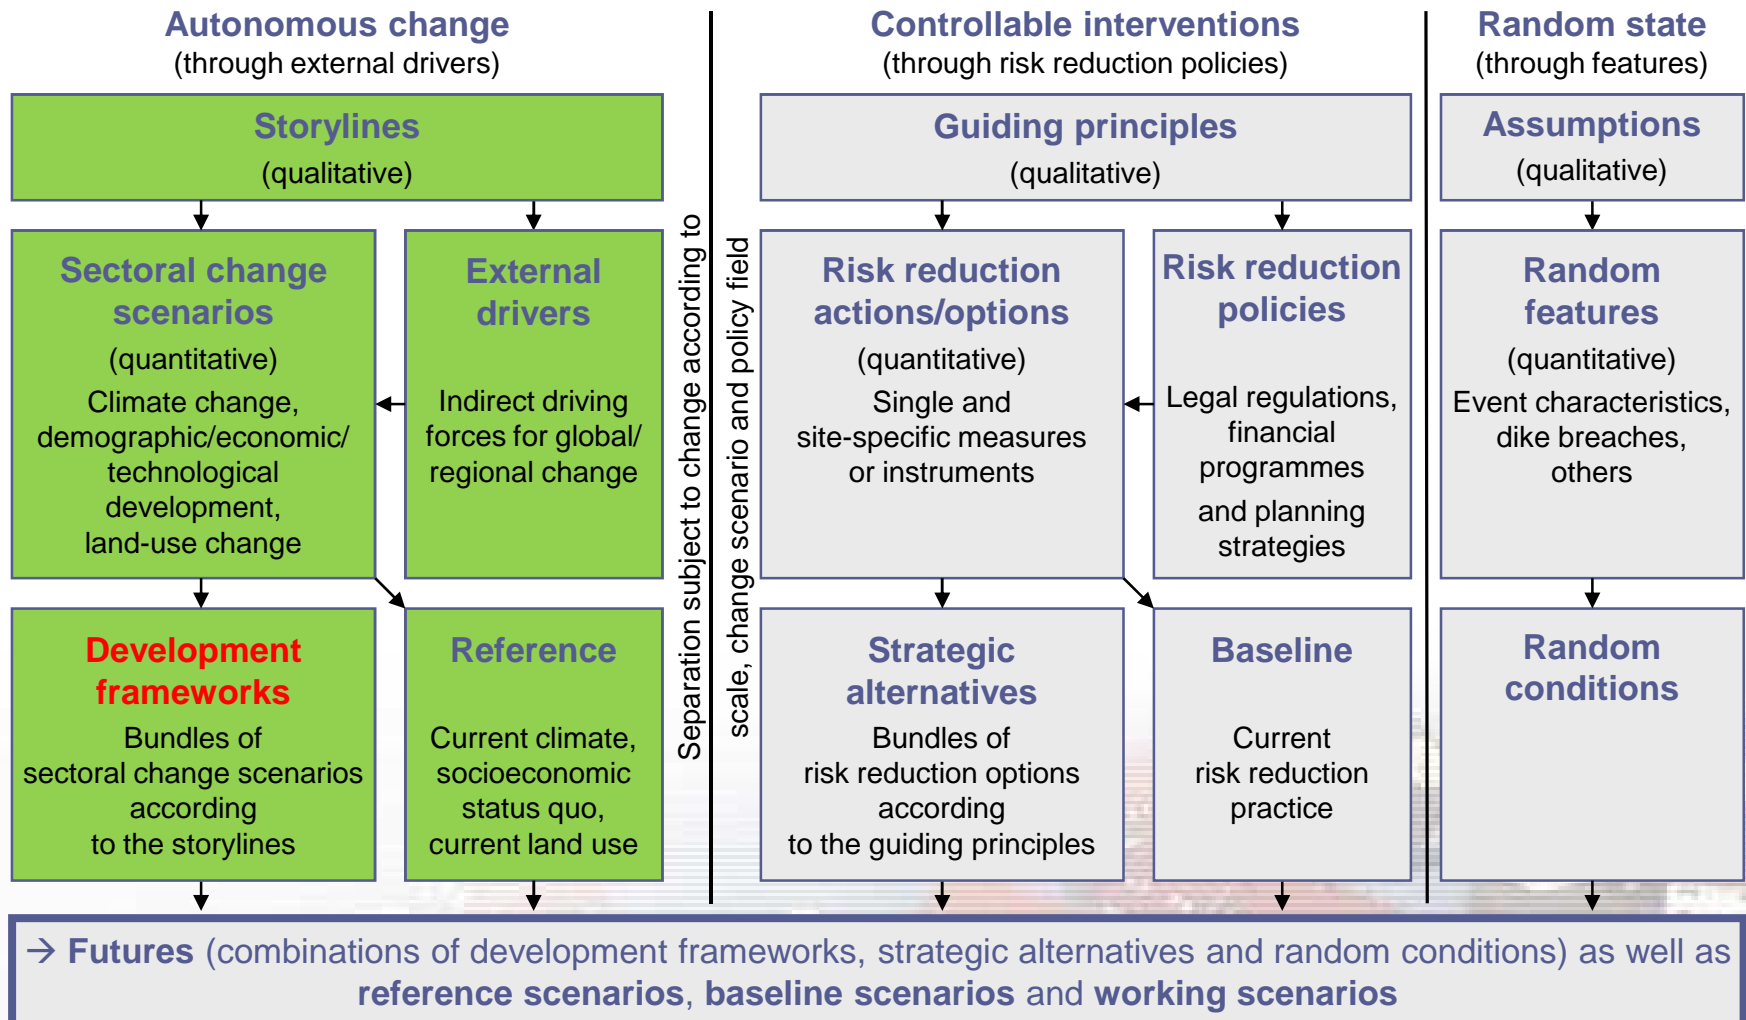 Autonomous change
(through external drivers)
Storylines
(qualitative)
Sectoral change
scenarios
(quantitative)
Climate change,
demographic/economic/
technological
development,
land-use change
External
drivers
Indirect driving
forces for global/
regional change
Development
frameworks
Bundles of
sectoral change scenarios
according
to the storylines
Reference
Current climate,
socioeconomic
status quo,
current land use
Separation subject to change according to
scale, change scenario and policy field
Controllable interventions
(through risk reduction policies)
Guiding principles
(qualitative)
Risk reduction
actions/options
(quantitative)
Single and
site-specific measures
or instruments
Risk reduction
policies
Legal regulations,
financial
programmes
and planning
strategies
Strategic
alternatives
Bundles of
risk reduction options
according
to the guiding principles
Baseline
Current
risk reduction
practice
Random state
(through features)
Assumptions
(qualitative)
Random
features
(quantitative)
Event characteristics,
dike breaches,
others
Random
conditions
→ Futures (combinations of development frameworks, strategic alternatives and random conditions) as well as
reference scenarios, baseline scenarios and working scenarios